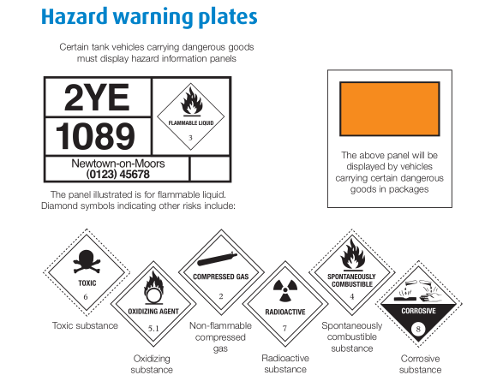 Hazard warning plates
Certain tank vehicles carrying dangerous goods
must display hazard information panels
2YE
1089
FLAMMABLE LIQUID
3
Newtown-on-Moors
(0123) 45678
The panel illustrated is for flammable liquid.
Diamond symbols indicating other risks include:
The above panel will be
displayed by vehicles
carrying certain dangerous
goods in packages
TOXIC
6
Toxic substance
OXIDIZING AGENT
5.1
Oxidizing
substance
COMPRESSED GAS
2
Non-flammable
compressed
gas
RADIOACTIVE
7
Radioactive
substance
SPONTANEOUSLY
COMBUSTIBLE
4
Spontaneously
combustible
substance
CORROSIVE
8
Corrosive
substance